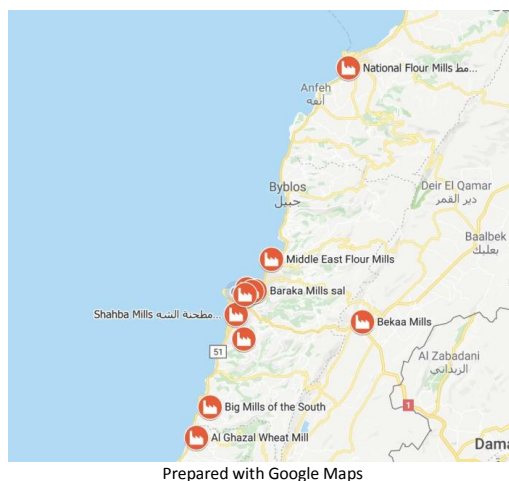 National Flour Mills مط...
Anfeh
أنفه
Byblos
جبيل
Deir El Qamar
دير القمر
Baalbek
بعلبك
Middle East Flour Mills
Baraka Mills sal
Shahba Mills مطحنة الشه...
Bekaa Mills
51
Al Zabadani
الزبداني
1
Big Mills of the South
Al Ghazal Wheat Mill
Dama
Prepared with Google Maps